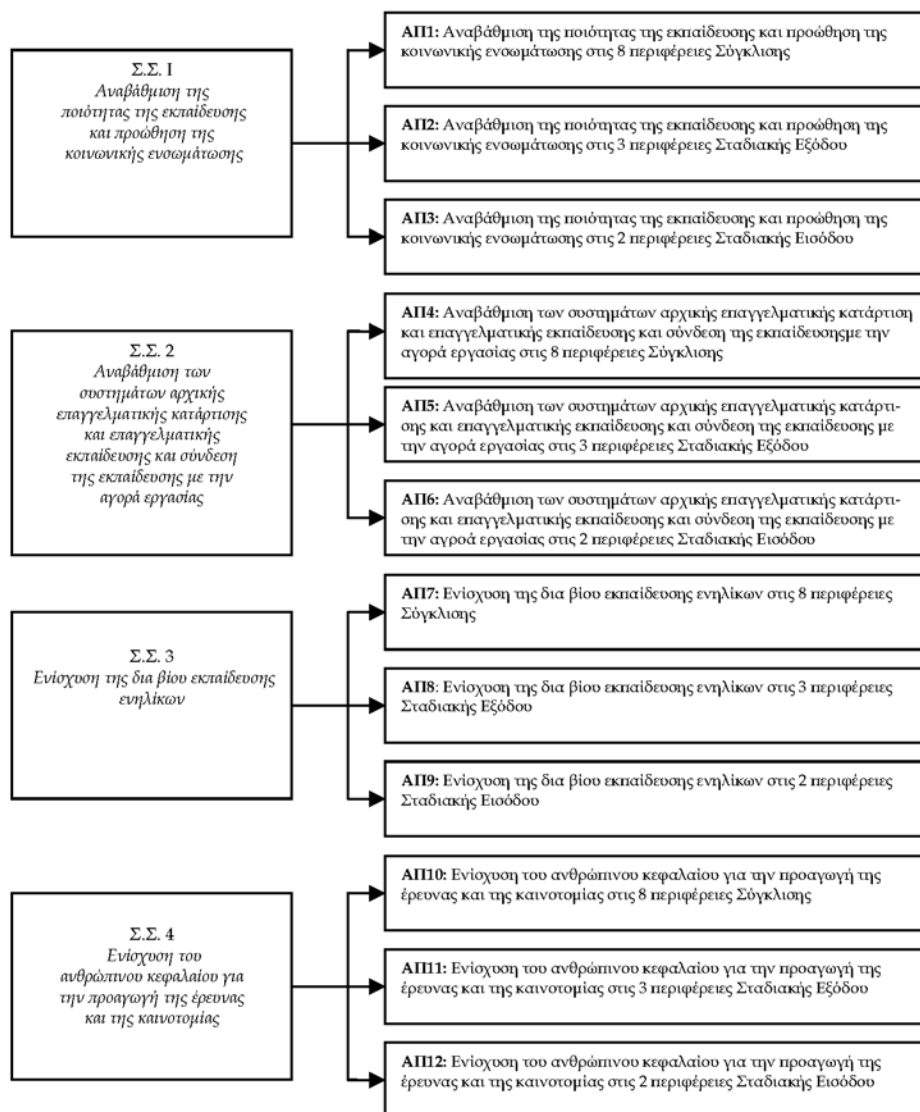 Σ.Σ. 1
Αναβάθμιση της
ποιότητας της εκπαίδευσης
και προώθηση της
κοινωνικής ενσωμάτωσης
ΑΠ1: Αναβάθμιση της ποιότητας της εκπαίδευσης και προώθηση της
κοινωνικής ενσωμάτωσης στις 8 περιφέρειες Σύγκλισης
ΑΠ2: Αναβάθμιση της ποιότητας της εκπαίδευσης και προώθηση της
κοινωνικής ενσωμάτωσης στις 3 περιφέρειες Σταδιακής Εξόδου
ΑΠ3: Αναβάθμιση της ποιότητας της εκπαίδευσης και προώθηση της
κοινωνικής ενσωμάτωσης στις 2 περιφέρειες Σταδιακής Εισόδου
Σ.Σ. 2
Αναβάθμιση των
συστημάτων αρχικής
επαγγελματικής κατάρτισης
και επαγγελματικής
εκπαίδευσης και σύνδεση
της εκπαίδευσης με την
αγορά εργασίας
ΑΠ4: Αναβάθμιση των συστημάτων αρχικής επαγγελματικής κατάρτιση
και επαγγελματικής εκπαίδευσης και σύνδεση της εκπαίδευσηςμε την
αγορά εργασίας στις 8 περιφέρειες Σύγκλισης
ΑΠ5: Αναβάθμιση των συστημάτων αρχικής επαγγελματικής κατάρτι-
σης και επαγγελματικής εκπαίδευσης και σύνδεση της εκπαίδευσης με
την αγορά εργασίας στις 3 περιφέρειες Σταδιακής Εξόδου
ΑΠ6: Αναβάθμιση των συστημάτων αρχικής επαγγελματικής κατάρτι-
σης και επαγγελματικής εκπαίδευσης και σύνδεση της εκπαίδευσης με
την αγροά εργασίας στις 2 περιφέρειες Σταδιακής Εισόδου
Σ.Σ. 3
Ενίσχυση της δια βίου εκπαίδευσης
ενηλίκων
ΑΠ7: Ενίσχυση της δια βίου εκπαίδευσης ενηλίκων στις 8 περιφέρειες
Σύγκλισης
ΑΠ8: Ενίσχυση της δια βίου εκπαίδευσης ενηλίκων στις 3 περιφέρειες
Σταδιακής Εξόδου
ΑΠ9: Ενίσχυση της δια βίου εκπαίδευσης ενηλίκων στις 2 περιφέρειες
Σταδιακής Εισόδου
Σ.Σ. 4
Ενίσχυση του
ανθρώπινου κεφαλαίου για
την προαγωγή της έρευνας
και της καινοτομίας
ΑΠ10: Ενίσχυση του ανθρώπινου κεφαλαίου για την προαγωγή της
έρευνας και της καινοτομίας στις 8 περιφέρειες Σύγκλισης
ΑΠ11: Ενίσχυση του ανθρώπινου κεφαλαίου για την προαγωγή της
έρευνας και της καινοτομίας στις 3 περιφέρειες Σταδιακής Εξόδου
ΑΠ12: Ενίσχυση του ανθρώπινου κεφαλαίου για την προαγωγή της
έρευνας και της καινοτομίας στις 2 περιφέρειες Σταδιακής Εισόδου